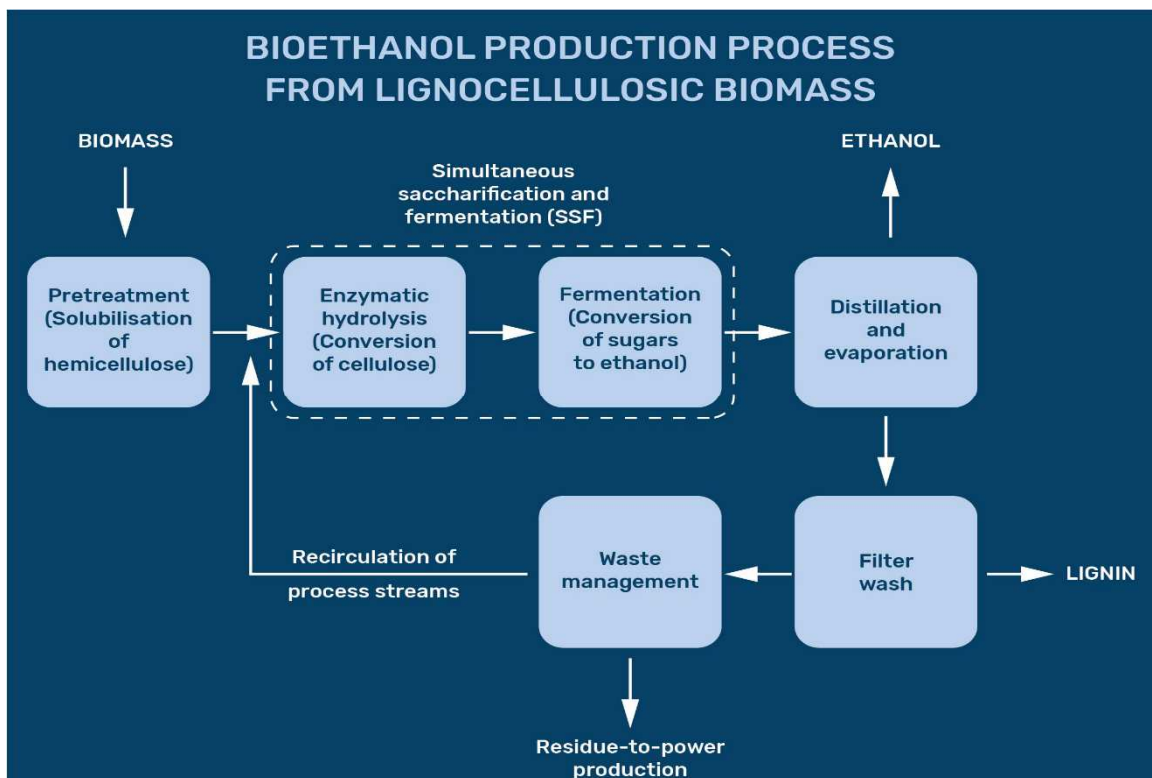 BIOETHANOL PRODUCTION PROCESS
FROM LIGNOCELLULOSIC BIOMASS
BIOMASS
ETHANOL
Simultaneous
saccharification and
fermentation (SSF)
Pretreatment
(Solubilisation
of
hemicellulose)
Enzymatic
hydrolysis
(Conversion
of cellulose)
Fermentation
(Conversion
of sugars
to ethanol)
Distillation
and
evaporation
Recirculation of
process streams
Waste
management
Filter
wash
LIGNIN
Residue-to-power
production